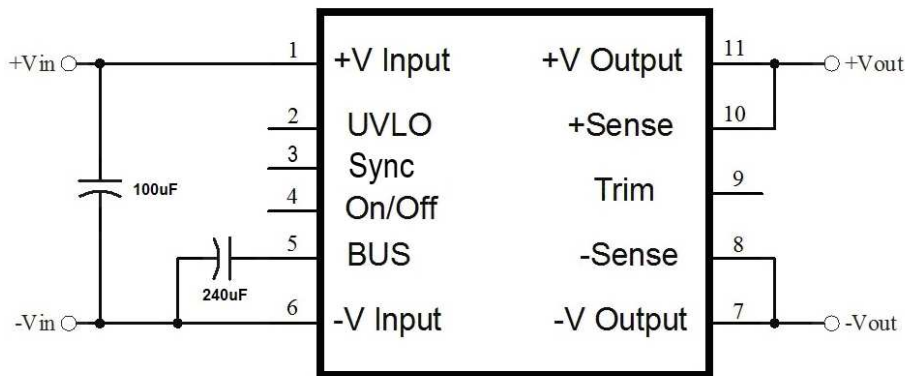 +Vin
1
+V Input
+V Output
11
+Vout
2
UVLO
+Sense
10
3
Sync
100uF
Trim
9
4
On/Off
5
BUS
-Sense
8
240uF
-Vin
6
-V Input
-V Output
7
-Vout